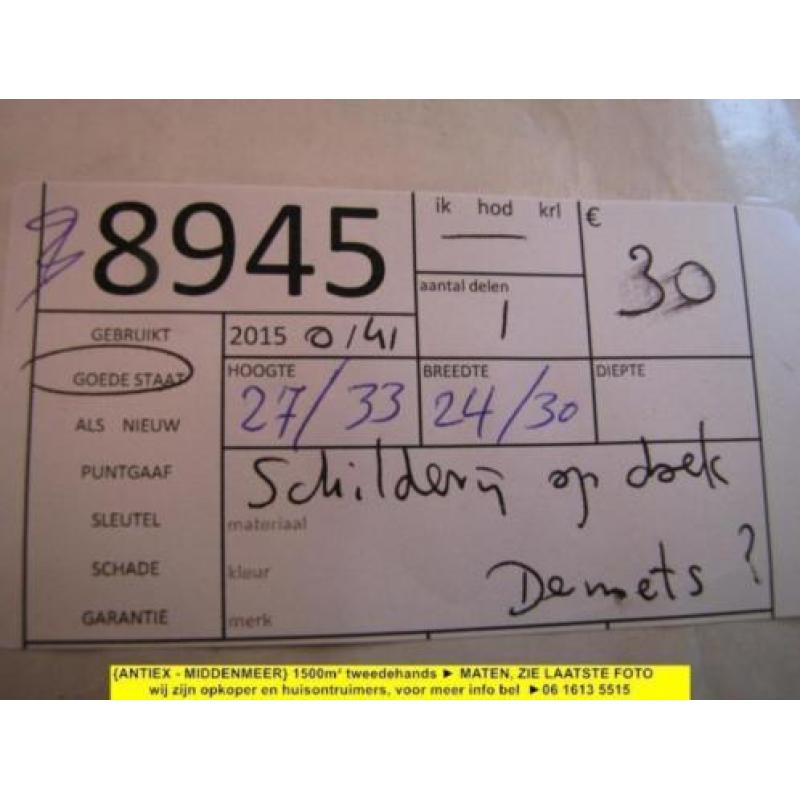 8945
ik hod krl
€ 30
aantal delen
1
GEBRUIKT
2015 0/41
GOEDE STAAT
HOOGTE
27/33
BREEDTE
24/30
DIEPTE
ALS NIEUW
PUNTGAAF
Schilderij op doek
SLEUTEL
materiaal
SCHADE
kleur
Demets ?
GARANTIE
merk
{ANTIEX - MIDDENMEER} 1500m² tweedehands ► MATEN, ZIE LAATSTE FOTO
wij zijn opkoper en huisontruimers, voor meer info bel ►06 1613 5515